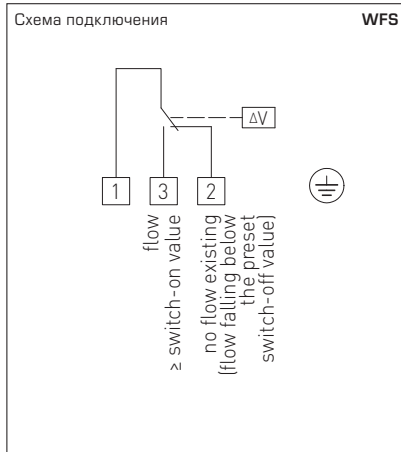 Схема подключения
WFS
ΔV
1
3
2
flow
≥ switch-on value
no flow existing
(flow falling below
the preset
switch-off value)